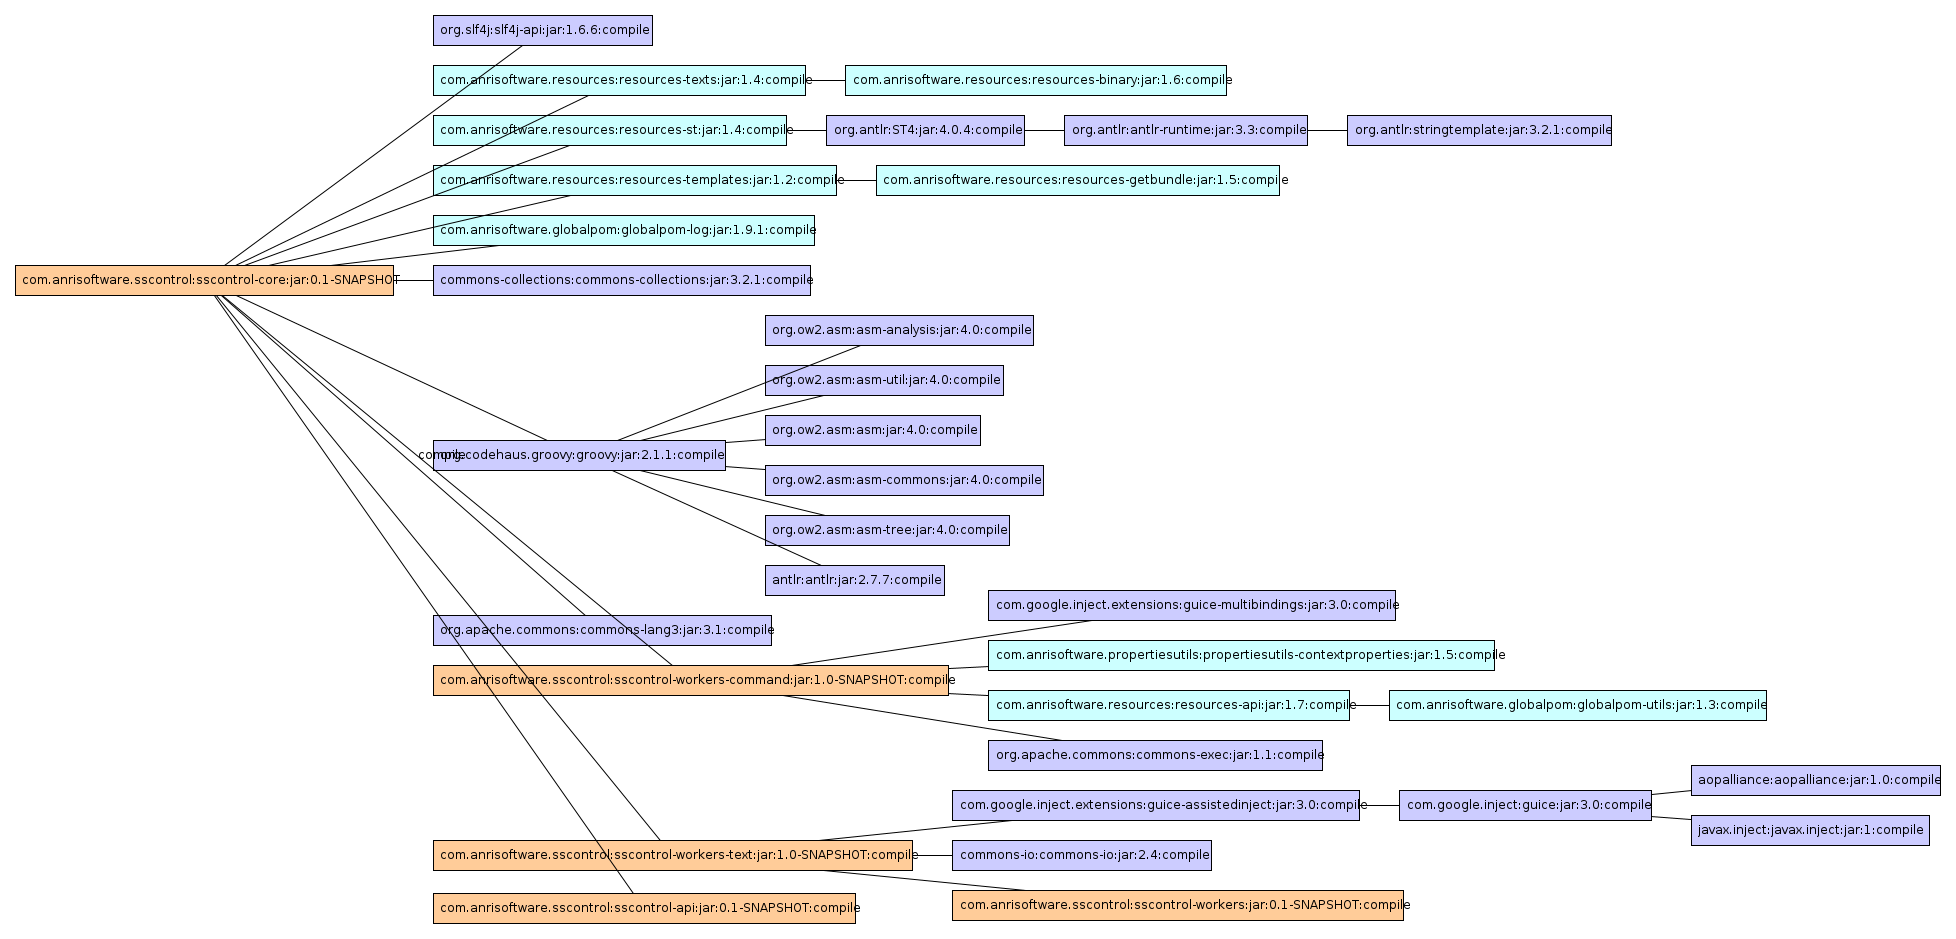 org.slf4j:slf4j-api:jar:1.6.6:compile
com.anrisoftware.resources:resources-texts:jar:1.4:compile
com.anrisoftware.resources:resources-binary:jar:1.6:compile
com.anrisoftware.resources:resources-st:jar:1.4:compile
org.antlr:ST4:jar:4.0.4:compile
org.antlr:antlr-runtime:jar:3.3:compile
org.antlr:stringtemplate:jar:3.2.1:compile
com.anrisoftware.resources:resources-templates:jar:1.2:compile
com.anrisoftware.resources:resources-getbundle:jar:1.5:compile
com.anrisoftware.globalpom:globalpom-log:jar:1.9.1:compile
com.anrisoftware.sscontrol:sscontrol-core:jar:0.1-SNAPSHOT
commons-collections:commons-collections:jar:3.2.1:compile
org.ow2.asm:asm-analysis:jar:4.0:compile
org.ow2.asm:asm-util:jar:4.0:compile
org.ow2.asm:asm:jar:4.0:compile
compile
org.codehaus.groovy:groovy:jar:2.1.1:compile
org.ow2.asm:asm-commons:jar:4.0:compile
org.ow2.asm:asm-tree:jar:4.0:compile
antlr:antlr:jar:2.7.7:compile
com.google.inject.extensions:guice-multibindings:jar:3.0:compile
org.apache.commons:commons-lang3:jar:3.1:compile
com.anrisoftware.propertiesutils:propertiesutils-contextproperties:jar:1.5:compile
com.anrisoftware.sscontrol:sscontrol-workers-command:jar:1.0-SNAPSHOT:compile
com.anrisoftware.resources:resources-api:jar:1.7:compile
com.anrisoftware.globalpom:globalpom-utils:jar:1.3:compile
org.apache.commons:commons-exec:jar:1.1:compile
aopalliance:aopalliance:jar:1.0:compile
com.google.inject.extensions:guice-assistedinject:jar:3.0:compile
com.google.inject:guice:jar:3.0:compile
javax.inject:javax.inject:jar:1:compile
com.anrisoftware.sscontrol:sscontrol-workers-text:jar:1.0-SNAPSHOT:compile
commons-io:commons-io:jar:2.4:compile
com.anrisoftware.sscontrol:sscontrol-api:jar:0.1-SNAPSHOT:compile
com.anrisoftware.sscontrol:sscontrol-workers:jar:0.1-SNAPSHOT:compile